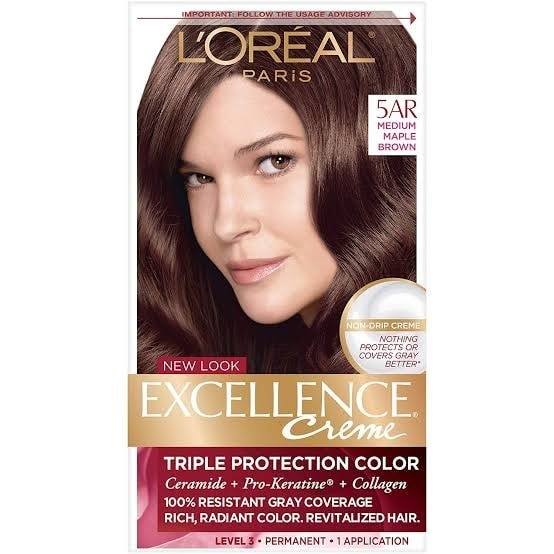 IMPORTANT: FOLLOW THE USAGE ADVISORY
L'ORÉAL
PARIS
5AR
MEDIUM
MAPLE
BROWN
NON-DRIP CREME
NOTHING
PROTECTS OR
COVERS GRAY
BETTER*
NEW LOOK
EXCELLENCE®
Creme
TRIPLE PROTECTION COLOR
Ceramide + Pro-Keratine® + Collagen
100% RESISTANT GRAY COVERAGE
RICH, RADIANT COLOR. REVITALIZED HAIR.
LEVEL 3 • PERMANENT • 1 APPLICATION